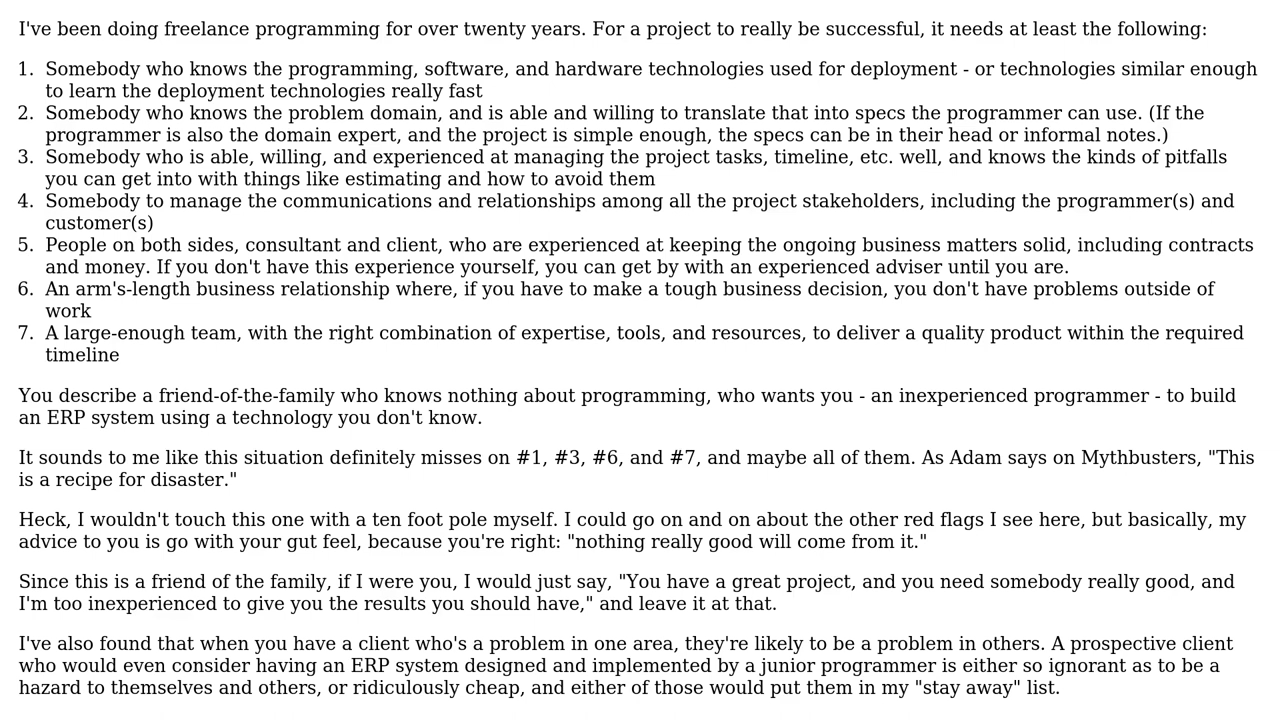 I've been doing freelance programming for over twenty years. For a project to really be successful, it needs at least the following:
1. Somebody who knows the programming, software, and hardware technologies used for deployment - or technologies similar enough
to learn the deployment technologies really fast
2. Somebody who knows the problem domain, and is able and willing to translate that into specs the programmer can use. (If the
programmer is also the domain expert, and the project is simple enough, the specs can be in their head or informal notes.)
3. Somebody who is able, willing, and experienced at managing the project tasks, timeline, etc. well, and knows the kinds of pitfalls
you can get into with things like estimating and how to avoid them
4. Somebody to manage the communications and relationships among all the project stakeholders, including the programmer(s) and
customer(s)
5. People on both sides, consultant and client, who are experienced at keeping the ongoing business matters solid, including contracts
and money. If you don't have this experience yourself, you can get by with an experienced adviser until you are.
6. An arm's-length business relationship where, if you have to make a tough business decision, you don't have problems outside of
work
7. A large-enough team, with the right combination of expertise, tools, and resources, to deliver a quality product within the required
timeline
You describe a friend-of-the-family who knows nothing about programming, who wants you - an inexperienced programmer - to build
an ERP system using a technology you don't know.
It sounds to me like this situation definitely misses on #1, #3, #6, and #7, and maybe all of them. As Adam says on Mythbusters, "This
is a recipe for disaster."
Heck, I wouldn't touch this one with a ten foot pole myself. I could go on and on about the other red flags I see here, but basically, my
advice to you is go with your gut feel, because you're right: "nothing really good will come from it."
Since this is a friend of the family, if I were you, I would just say, "You have a great project, and you need somebody really good, and
I'm too inexperienced to give you the results you should have," and leave it at that.
I've also found that when you have a client who's a problem in one area, they're likely to be a problem in others. A prospective client
who would even consider having an ERP system designed and implemented by a junior programmer is either so ignorant as to be a
hazard to themselves and others, or ridiculously cheap, and either of those would put them in my "stay away" list.